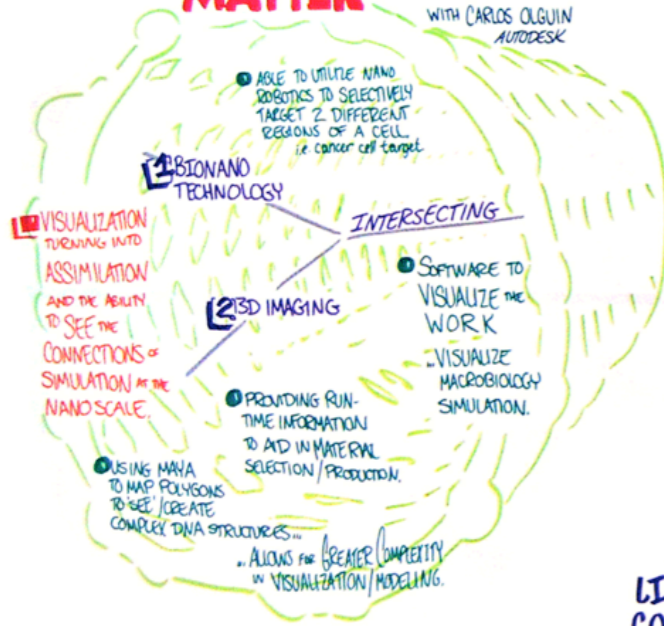 MATTER
WITH CARLOS OLGUIN
AUTODESK
ABLE TO UTILIZE NANO
ROBOTICS TO SELECTIVELY
TARGET 2 DIFFERENT
REGIONS OF A CELL
i.e. cancer cell target
1 BIONANO
TECHNOLOGY
INTERSECTING
VISUALIZATION
TURNING INTO
ASSIMILATION
AND THE ABILITY
TO SEE THE
CONNECTIONS OF
SIMULATION AT THE
NANO SCALE.
2 3D IMAGING
SOFTWARE TO
VISUALIZE THE
WORK
...VISUALIZE
MACROBIOLOGY
SIMULATION.
PROVIDING RUN-
TIME INFORMATION
TO AID IN MATERIAL
SELECTION/PRODUCTION.
USING MAYA
TO MAP POLYGONS
TO 'SEE'/CREATE
COMPLEX DNA STRUCTURES...
... ALLOWS FOR GREATER COMPLEXITY
IN VISUALIZATION/MODELING.